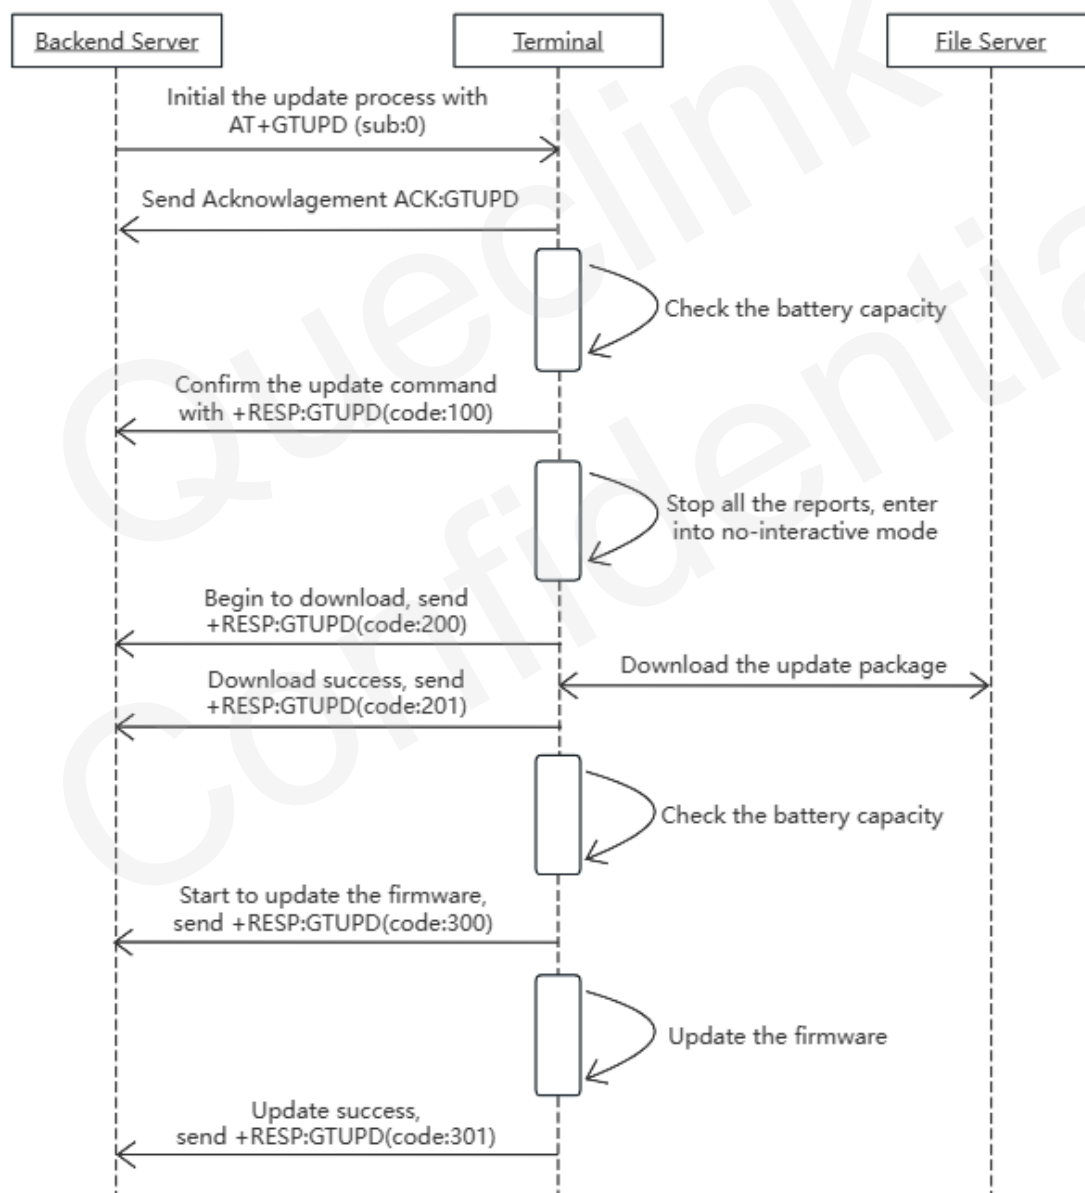 Backend Server
Terminal
File Server
Initial the update process with
AT+GTUPD (sub:0)
Send Acknowlagement ACK:GTUPD
Check the battery capacity
Confirm the update command
with +RESP:GTUPD(code:100)
Stop all the reports, enter
into no-interactive mode
Begin to download, send
+RESP:GTUPD(code:200)
Download the update package
Download success, send
+RESP:GTUPD(code:201)
Check the battery capacity
Start to update the firmware,
send +RESP:GTUPD(code:300)
Update the firmware
Update success,
send +RESP:GTUPD(code:301)
Queclink
Confidentia